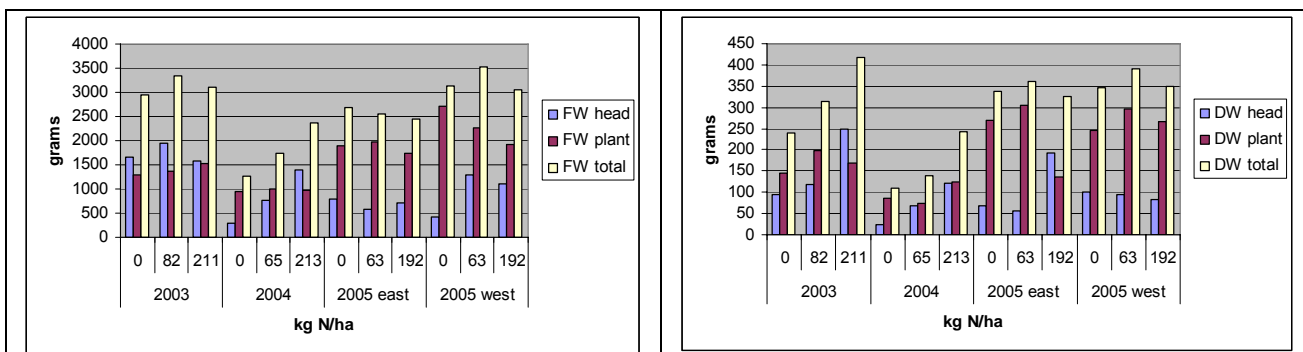 4000
3500
3000
2500
2000
1500
1000
500
0
grams
0 82 211 0 65 213 0 63 192 0 63 192
2003 2004 2005 east 2005 west
kg N/ha
FW head
FW plant
FW total
450
400
350
300
250
200
150
100
50
0
grams
0 82 211 0 65 213 0 63 192 0 63 192
2003 2004 2005 east 2005 west
kg N/ha
DW head
DW plant
DW total